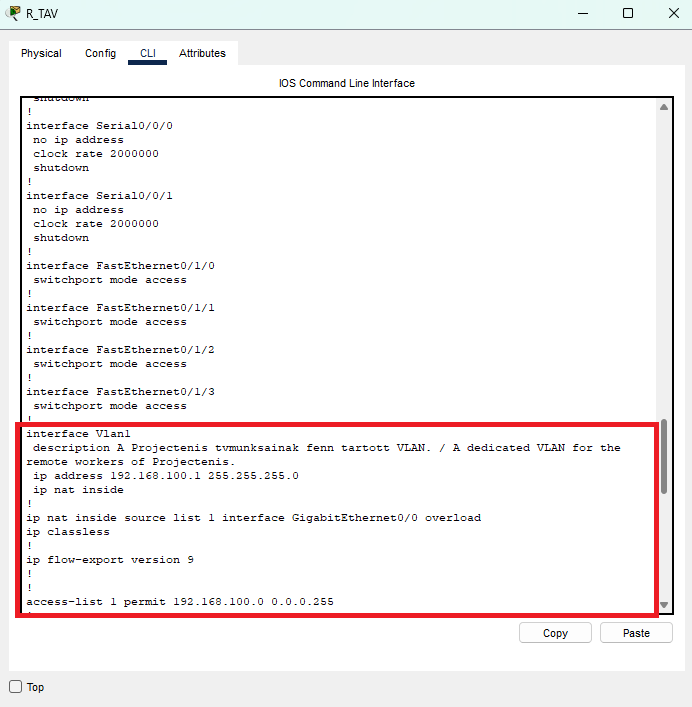 R_TAV
Physical Config CLI Attributes
IOS Command Line Interface
shutdown
!
interface Serial0/0/0
no ip address
clock rate 2000000
shutdown
!
interface Serial0/0/1
no ip address
clock rate 2000000
shutdown
!
interface FastEthernet0/1/0
switchport mode access
!
interface FastEthernet0/1/1
switchport mode access
!
interface FastEthernet0/1/2
switchport mode access
!
interface FastEthernet0/1/3
switchport mode access
!
interface Vlan1
description A Projectenis tvmunksainak fenn tartott VLAN. / A dedicated VLAN for the
remote workers of Projectenis.
ip address 192.168.100.1 255.255.255.0
ip nat inside
!
ip nat inside source list 1 interface GigabitEthernet0/0 overload
ip classless
!
ip flow-export version 9
!
!
access-list 1 permit 192.168.100.0 0.0.0.255
Copy Paste
Top